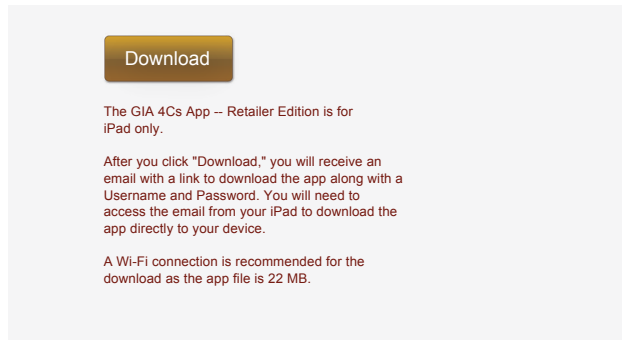 Download
The GIA 4Cs App -- Retailer Edition is for
iPad only.
After you click "Download," you will receive an
email with a link to download the app along with a
Username and Password. You will need to
access the email from your iPad to download the
app directly to your device.
A Wi-Fi connection is recommended for the
download as the app file is 22 MB.